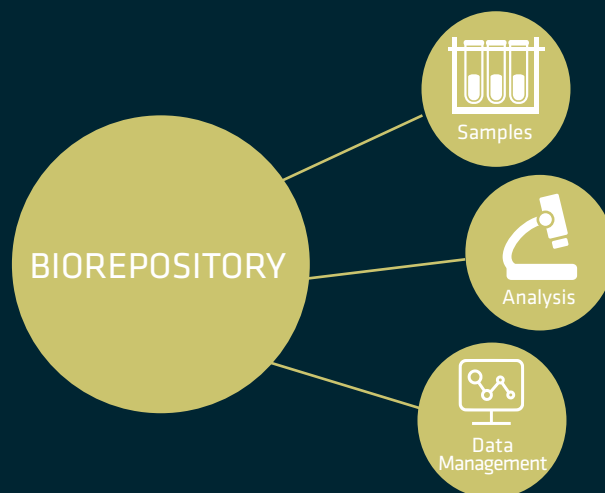 BIOREPOSITORY
Samples
Analysis
Data
Management